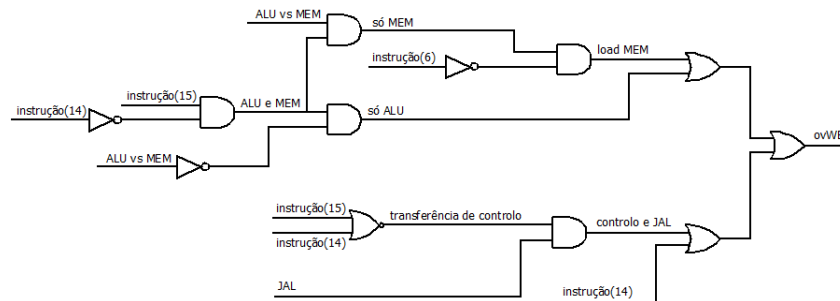 ALU vs MEM
só MEM
instrução(6)
load MEM
instrução(15)
ALU e MEM
instrução(14)
só ALU
ovWE
ALU vs MEM
instrução(15)
transferência de controlo
controlo e JAL
instrução(14)
JAL
instrução(14)